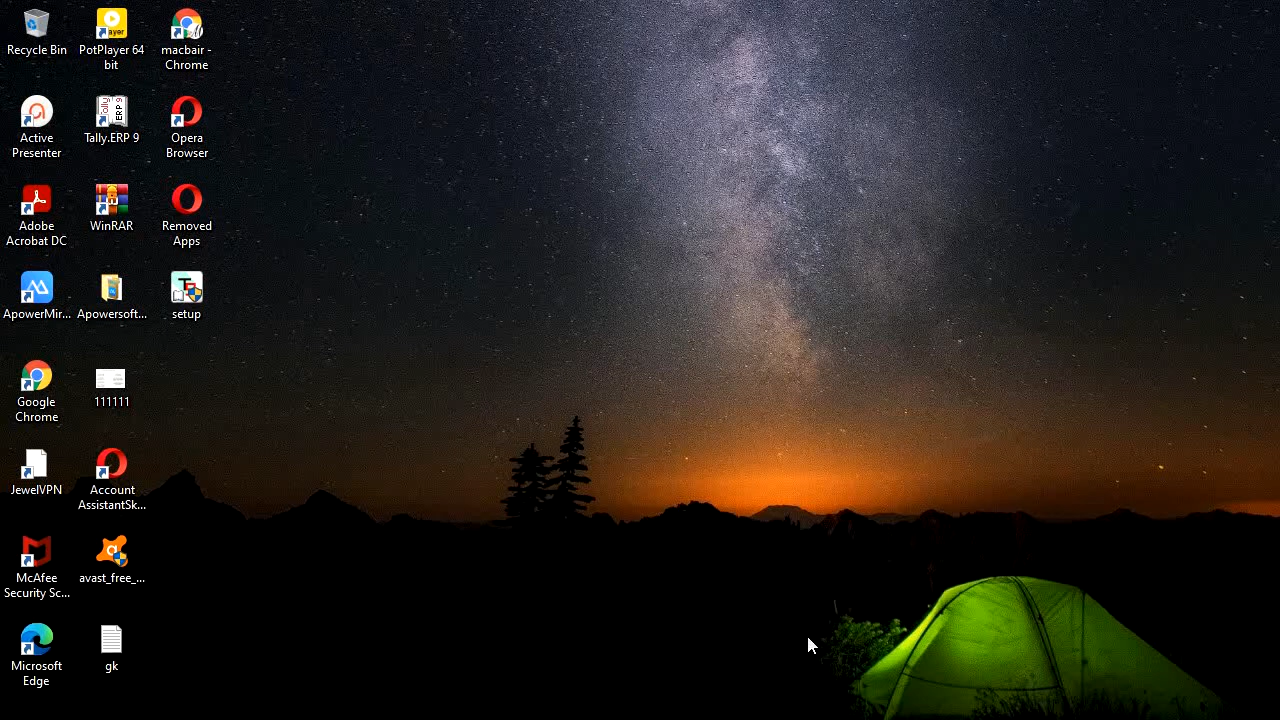 Recycle Bin
PotPlayer 64
bit
macbair -
Chrome
Active
Presenter
Tally.ERP 9
Opera
Browser
Adobe
Acrobat DC
WinRAR
Removed
Apps
ApowerMir...
Apowersoft...
setup
Google
Chrome
111111
JewelVPN
Account
AssistantSk...
McAfee
Security Sc...
avast_free_...
Microsoft
Edge
gk